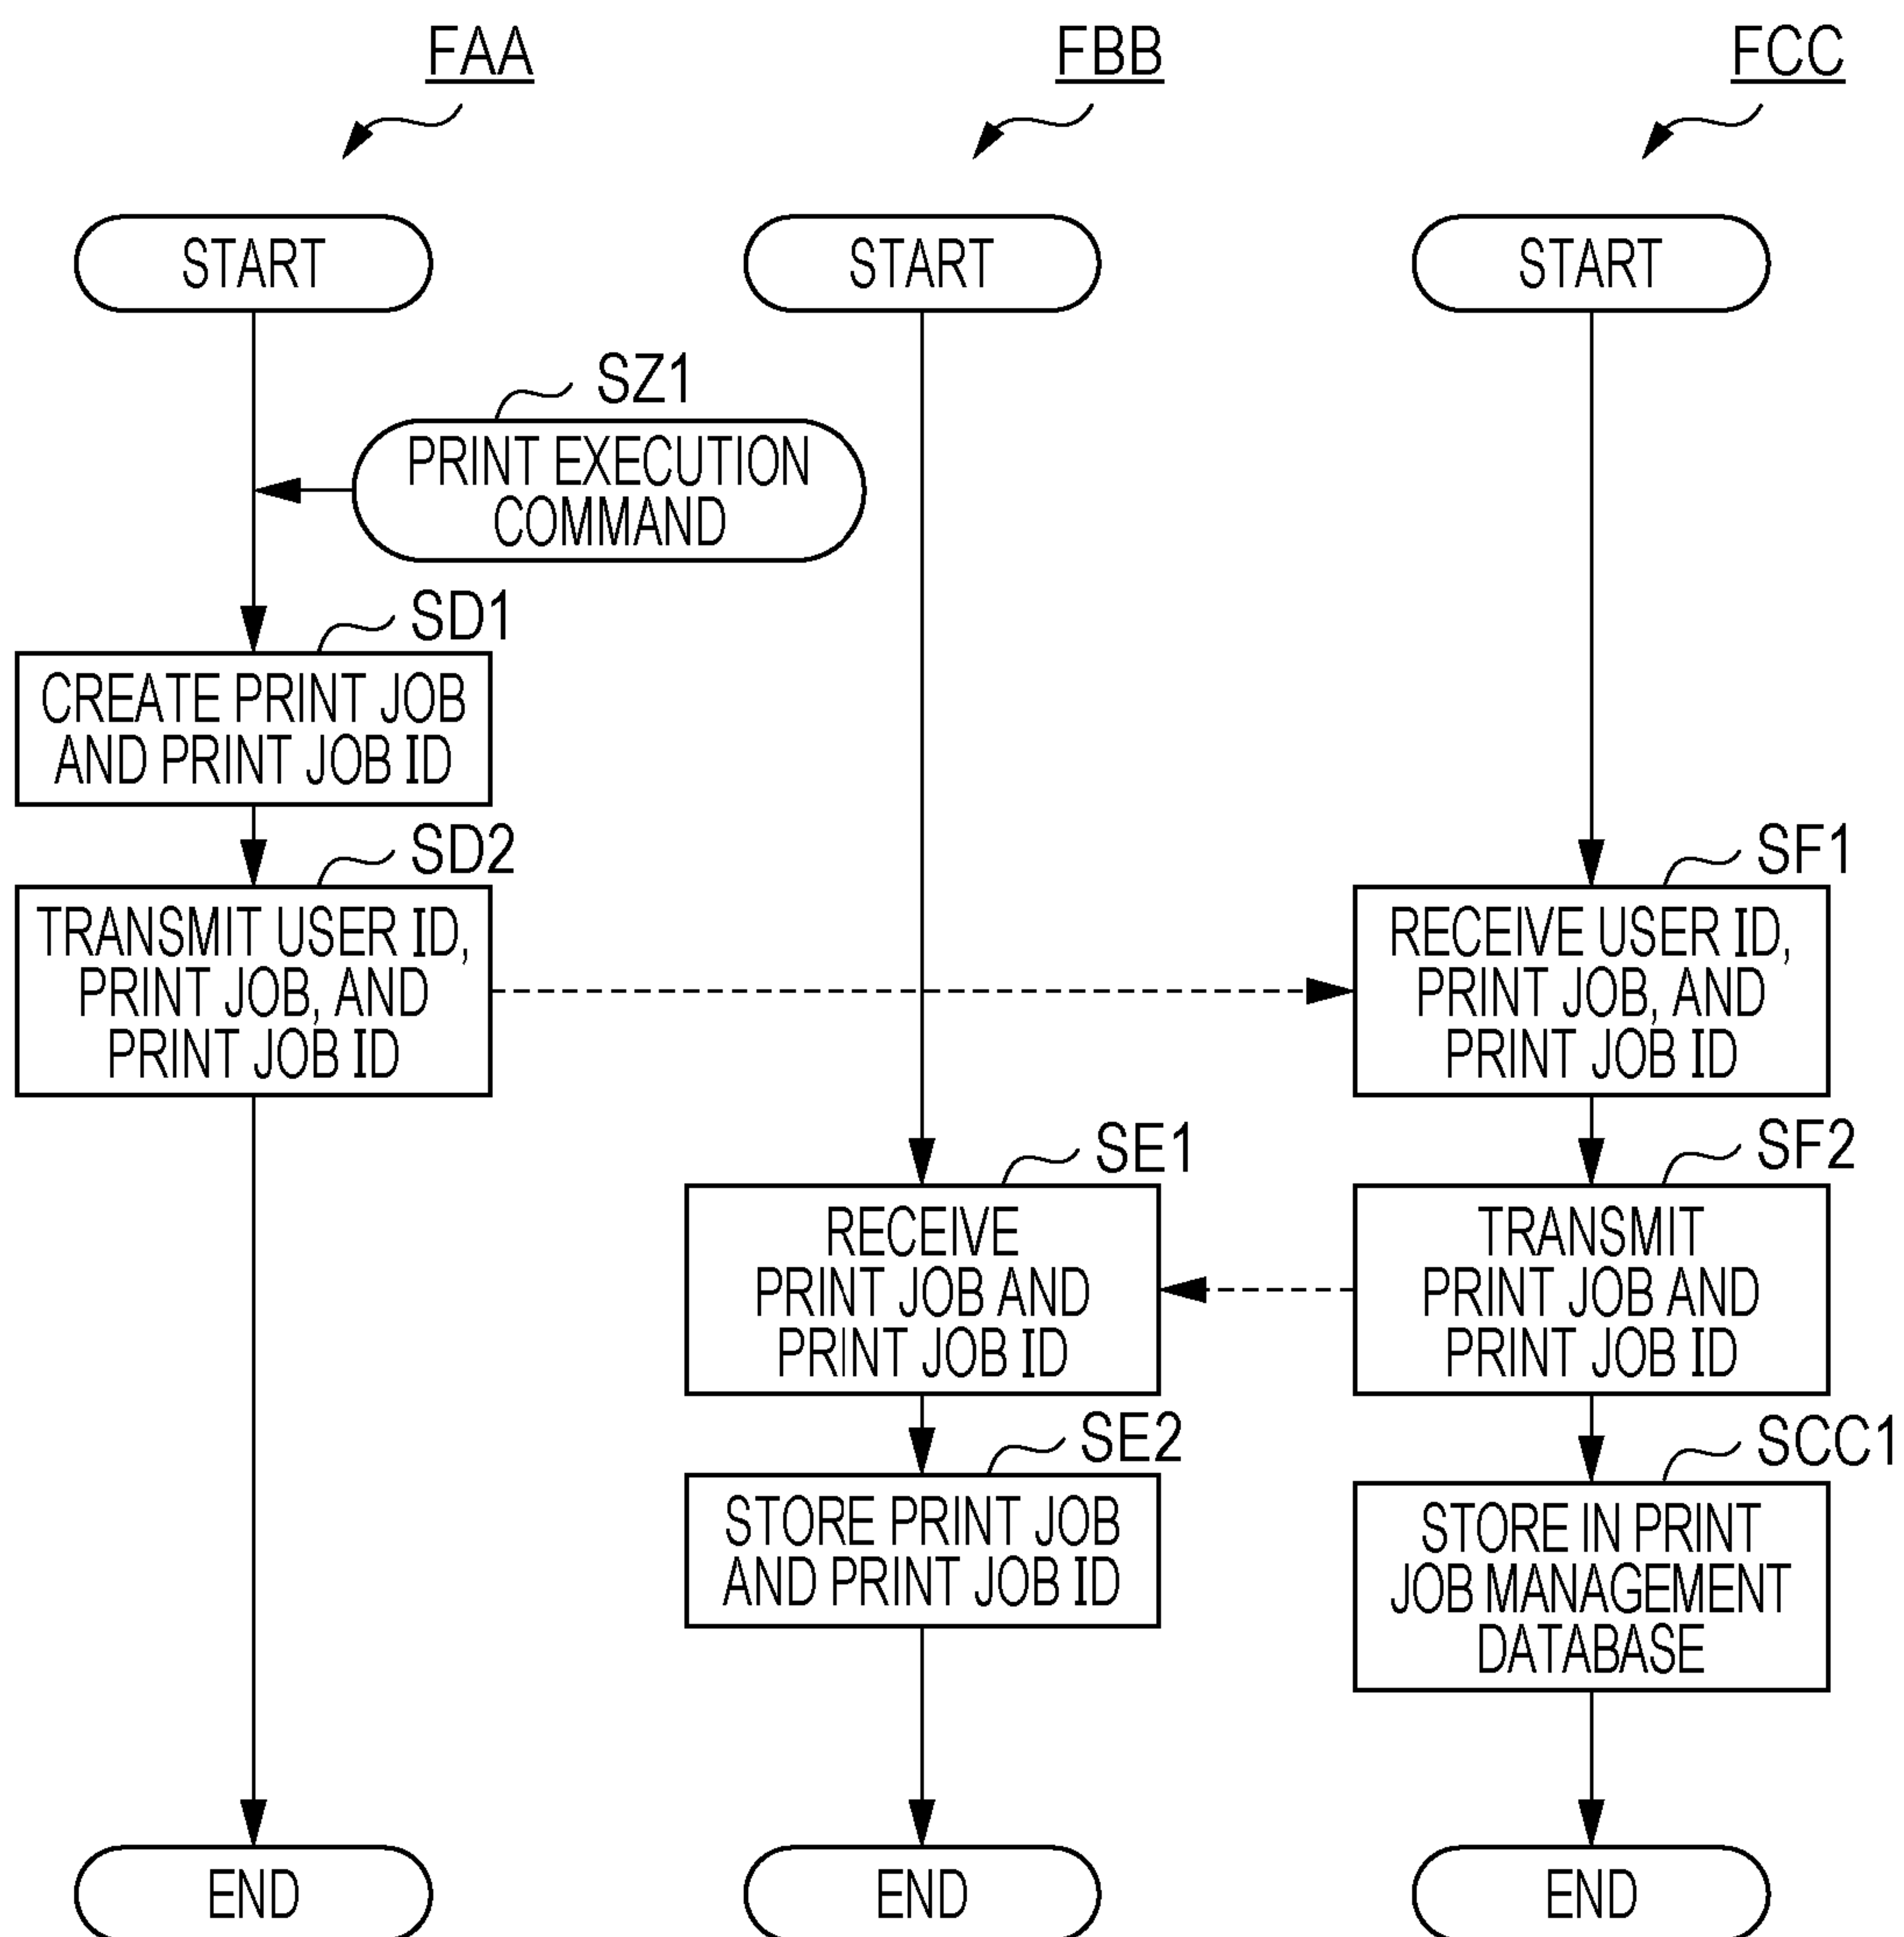 FAA
FBB
FCC
START
START
START
SZ1
PRINT EXECUTION
COMMAND
SD1
CREATE PRINT JOB
AND PRINT JOB ID
SD2
TRANSMIT USER ID,
PRINT JOB, AND
PRINT JOB ID
SF1
RECEIVE USER ID,
PRINT JOB, AND
PRINT JOB ID
SE1
RECEIVE
PRINT JOB AND
PRINT JOB ID
SF2
TRANSMIT
PRINT JOB AND
PRINT JOB ID
SE2
STORE PRINT JOB
AND PRINT JOB ID
SCC1
STORE IN PRINT
JOB MANAGEMENT
DATABASE
END
END
END